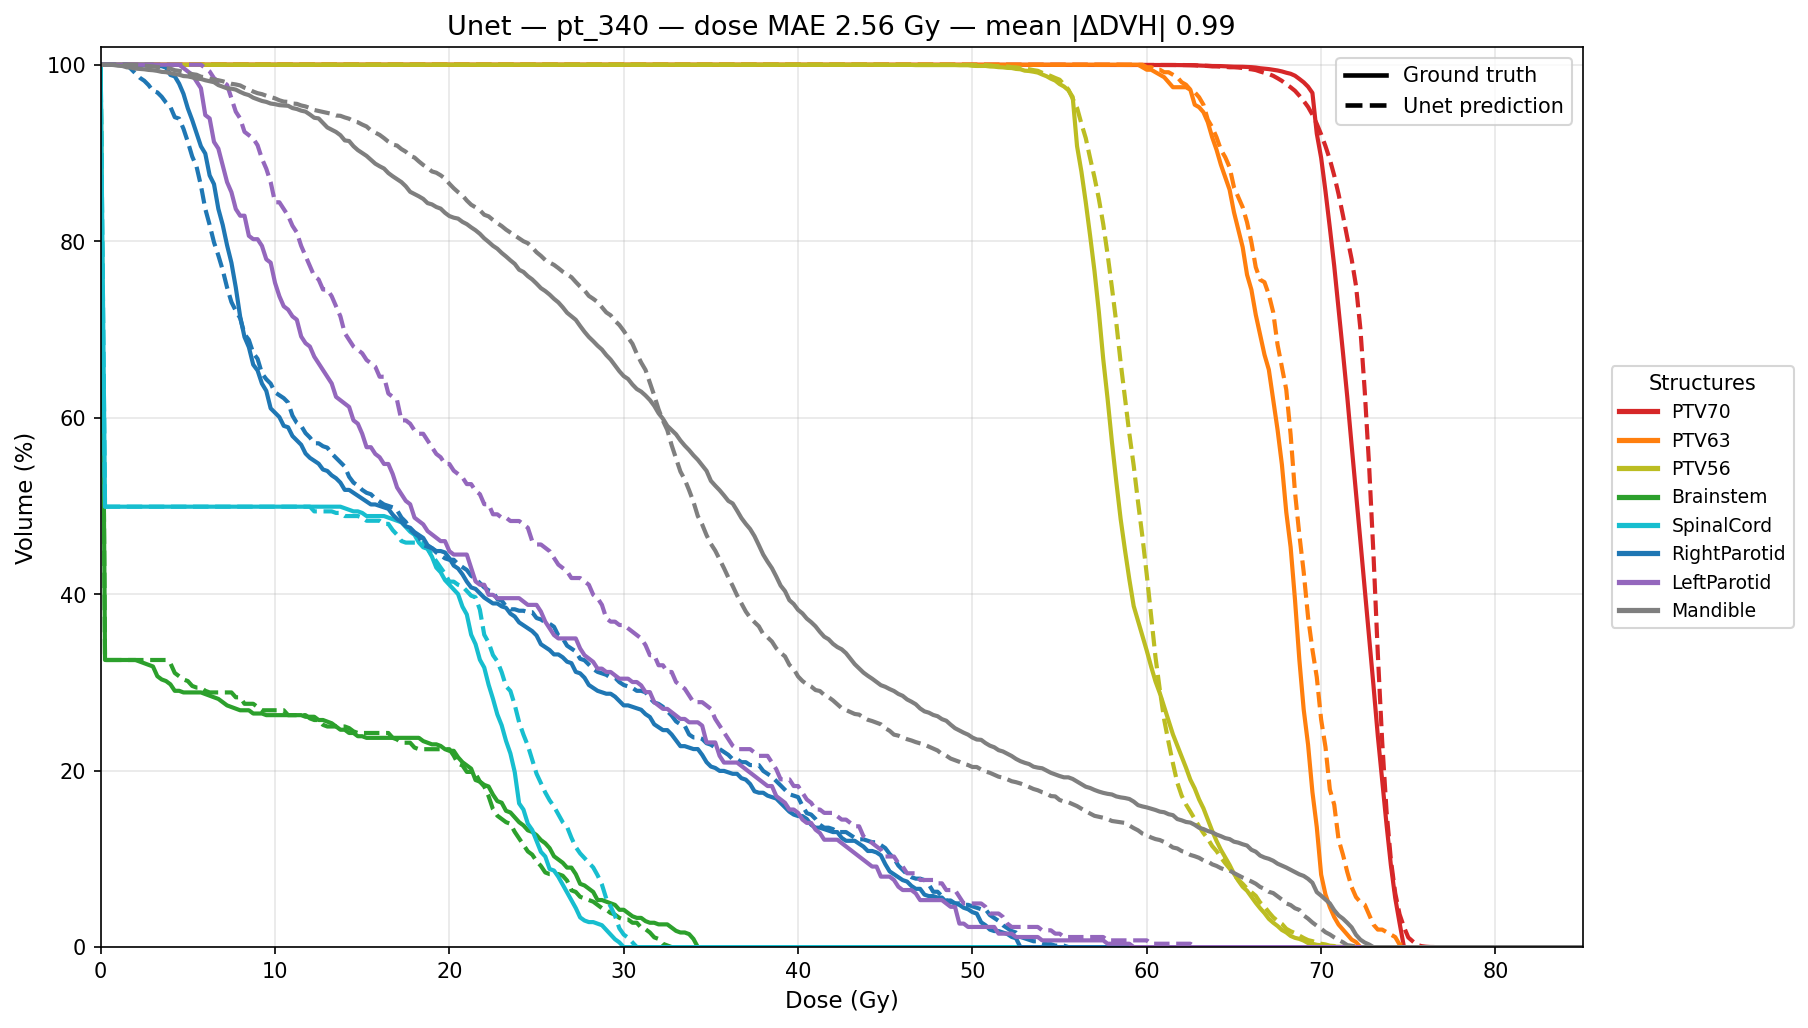 Unet — pt_340 — dose MAE 2.56 Gy — mean |ΔDVH| 0.99
Ground truth
Unet prediction
Structures
PTV70
PTV63
PTV56
Brainstem
SpinalCord
RightParotid
LeftParotid
Mandible
Volume (%)
100
80
60
40
20
0
0 10 20 30 40 50 60 70 80
Dose (Gy)